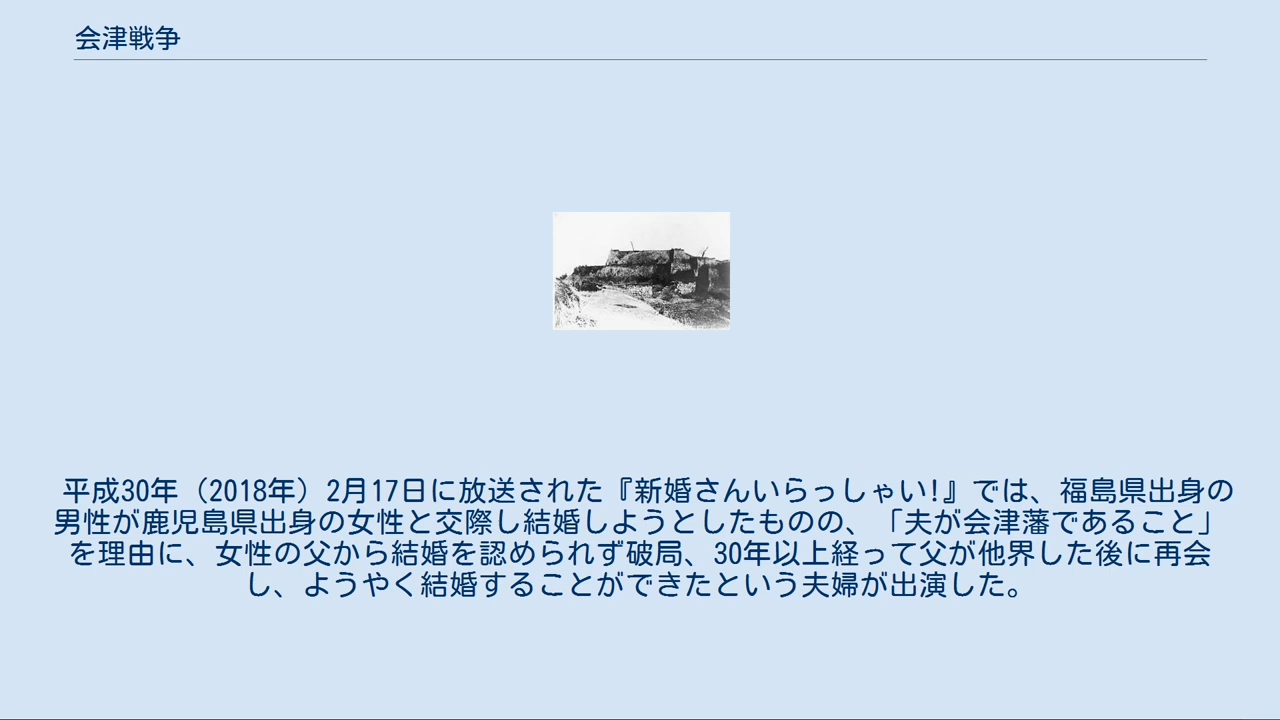 会津戦争
平成30年（2018年）2月17日に放送された『新婚さんいらっしゃい!』では、福島県出身の
男性が鹿児島県出身の女性と交際し結婚しようとしたものの、「夫が会津藩であること」
を理由に、女性の父から結婚を認められず破局、30年以上経って父が他界した後に再会
し、ようやく結婚することができたという夫婦が出演した。